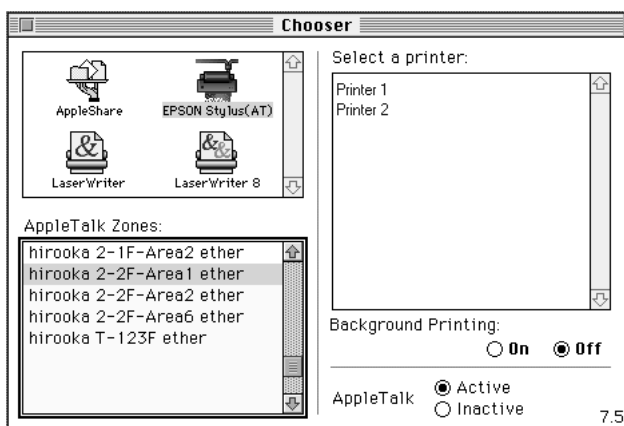 Chooser
AppleShare
EPSON Stylus(AT)
LaserWriter
LaserWriter 8
AppleTalk Zones:
hirooka 2-1F-Area2 ether
hirooka 2-2F-Area1 ether
hirooka 2-2F-Area2 ether
hirooka 2-2F-Area6 ether
hirooka T-123F ether
Select a printer:
Printer 1
Printer 2
Background Printing:
On Off
AppleTalk
Active
Inactive
7.5